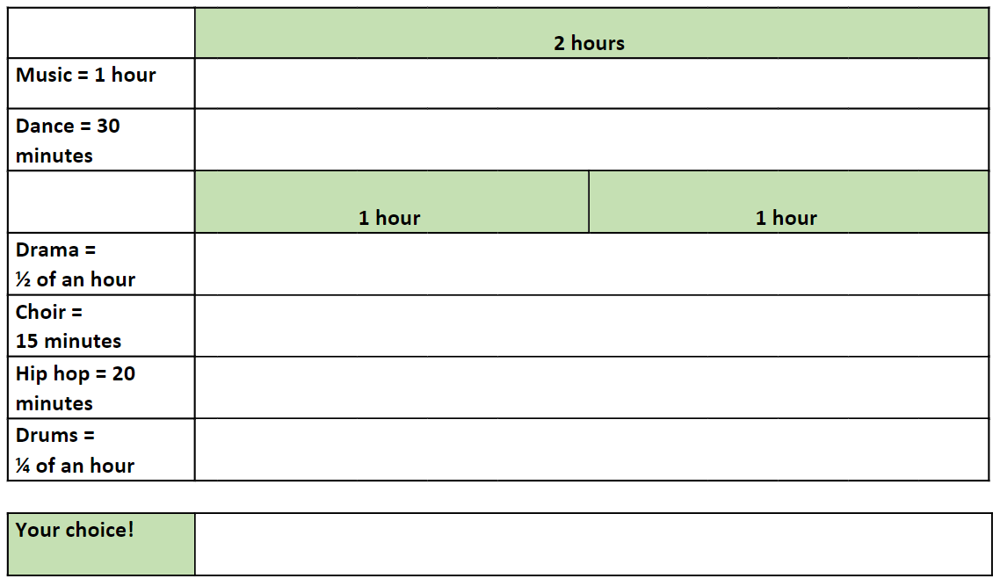 2 hours
Music = 1 hour
Dance = 30
minutes
1 hour
1 hour
Drama =
½ of an hour
Choir =
15 minutes
Hip hop = 20
minutes
Drums =
¼ of an hour
Your choice!